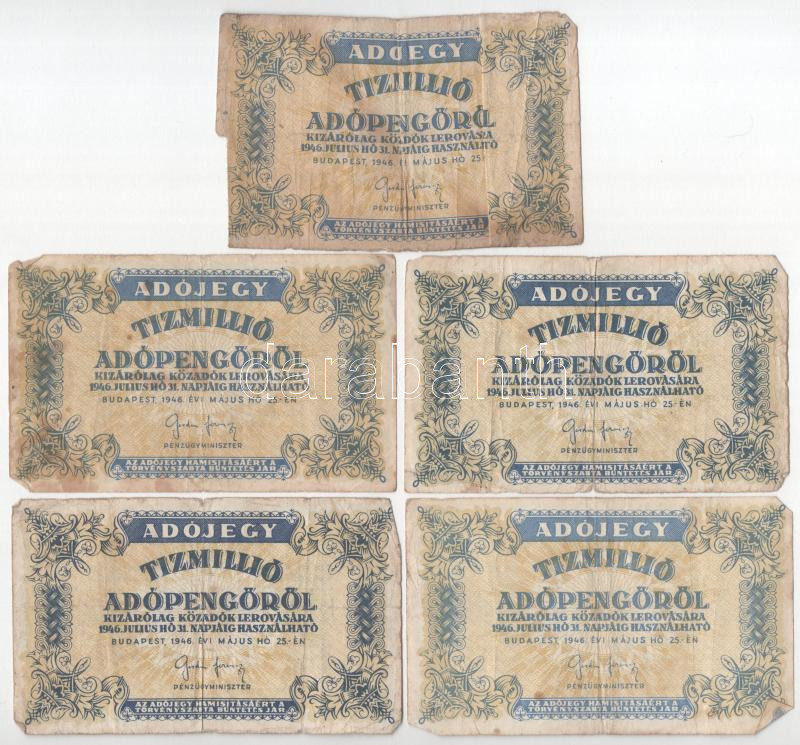 ADÓJEGY
TIZMILLIÓ
ADÓPENGŐRŐL
KIZÁRÓLAG KÖZADÓK LEROVÁSÁRA
1946. JULIUS HÓ 31. NAPJÁIG HASZNÁLHATÓ
BUDAPEST, 1946. ÉVI MÁJUS HÓ 25.-ÉN
PÉNZÜGYMINISZTER
AZ ADÓJEGY HAMISITÁSAÉRT A
TÖRVÉNYSZABTA BÜNTETÉS JÁR
ADÓJEGY
TIZMILLIÓ
ADÓPENGŐRŐL
KIZÁRÓLAG KÖZADÓK LEROVÁSÁRA
1946. JULIUS HÓ 31. NAPJÁIG HASZNÁLHATÓ
BUDAPEST, 1946. ÉVI MÁJUS HÓ 25.-ÉN
PÉNZÜGYMINISZTER
AZ ADÓJEGY HAMISITÁSAÉRT A
TÖRVÉNYSZABTA BÜNTETÉS JÁR
ADÓJEGY
TIZMILLIÓ
ADÓPENGŐRŐL
KIZÁRÓLAG KÖZADÓK LEROVÁSÁRA
1946. JULIUS HÓ 31. NAPJÁIG HASZNÁLHATÓ
BUDAPEST, 1946. ÉVI MÁJUS HÓ 25.-ÉN
PÉNZÜGYMINISZTER
AZ ADÓJEGY HAMISITÁSAÉRT A
TÖRVÉNYSZABTA BÜNTETÉS JÁR
darabanth
ADÓJEGY
TIZMILLIÓ
ADÓPENGŐRŐL
KIZÁRÓLAG KÖZADÓK LEROVÁSÁRA
1946. JULIUS HÓ 31. NAPJÁIG HASZNÁLHATÓ
BUDAPEST, 1946. ÉVI MÁJUS HÓ 25.-ÉN
PÉNZÜGYMINISZTER
AZ ADÓJEGY HAMISITÁSAÉRT A
TÖRVÉNYSZABTA BÜNTETÉS JÁR
ADÓJEGY
TIZMILLIÓ
ADÓPENGŐRŐL
KIZÁRÓLAG KÖZADÓK LEROVÁSÁRA
1946. JULIUS HÓ 31. NAPJÁIG HASZNÁLHATÓ
BUDAPEST, 1946. ÉVI MÁJUS HÓ 25.-ÉN
PÉNZÜGYMINISZTER
AZ ADÓJEGY HAMISITÁSAÉRT A
TÖRVÉNYSZABTA BÜNTETÉS JÁR